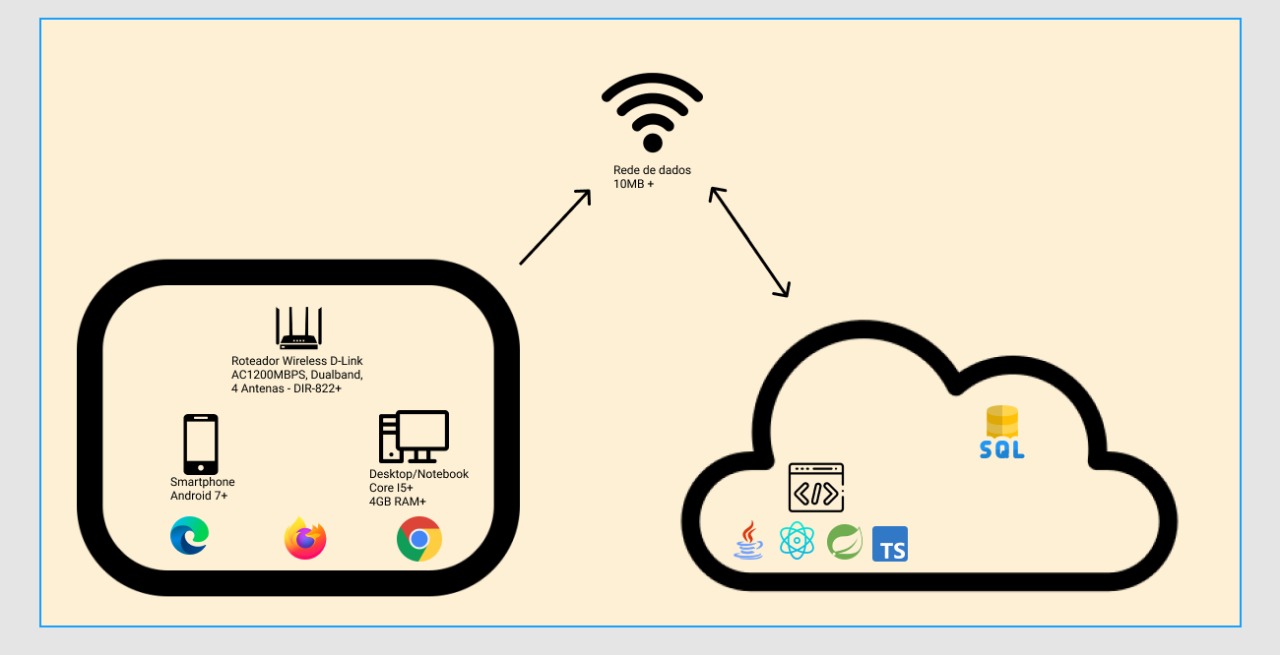 Rede de dados
10MB +
Roteador Wireless D-Link
AC1200MBPS, Dualband,
4 Antenas - DIR-822+
Smartphone
Android 7+
Desktop/Notebook
Core I5+
4GB RAM+
SQL
</>
TS